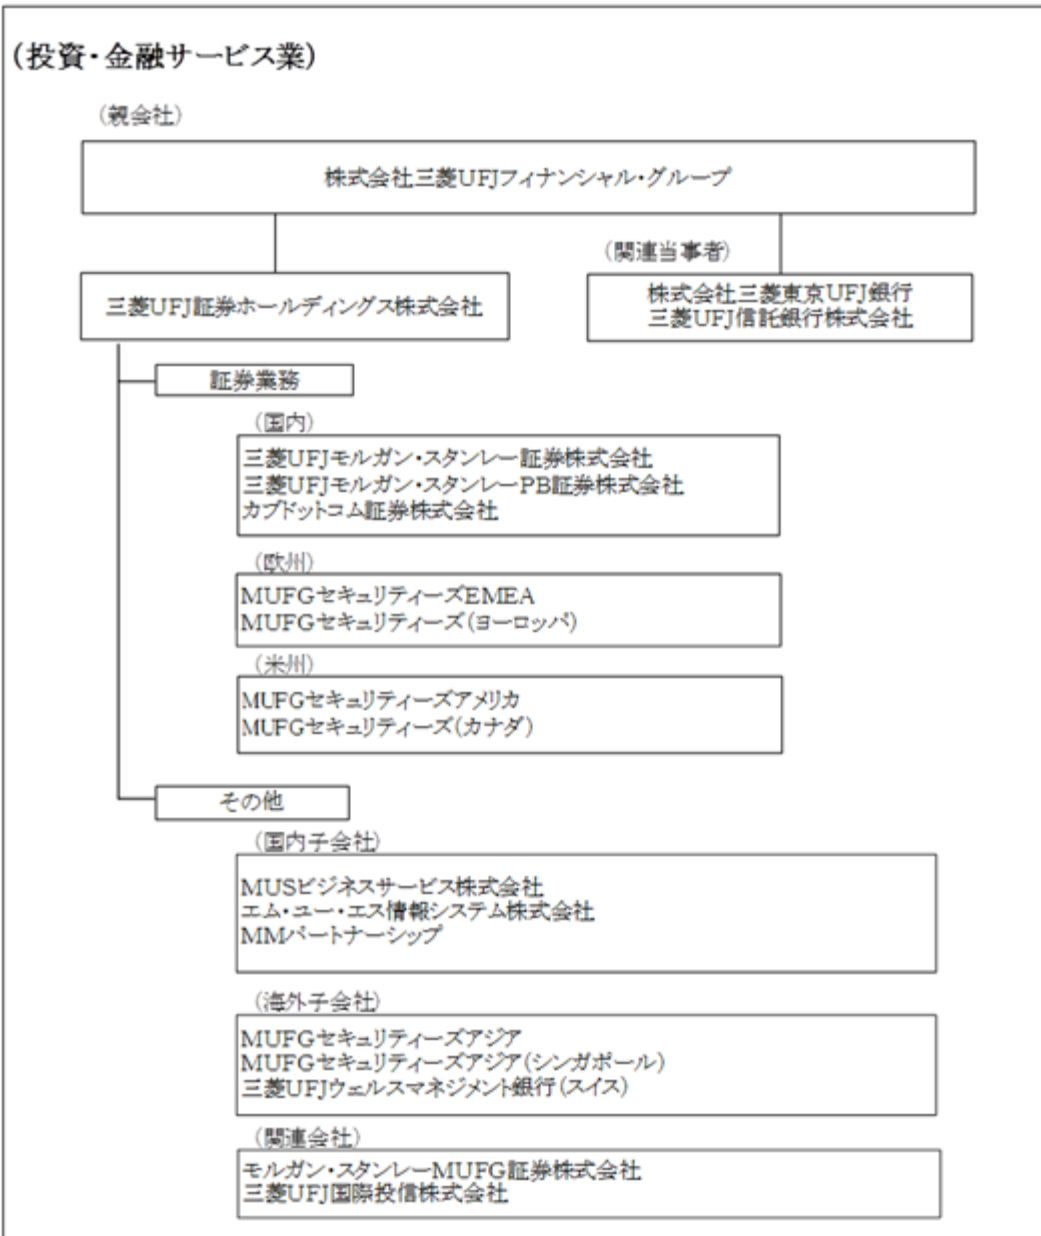 (投資・金融サービス業)
(親会社)
株式会社三菱UFJフィナンシャル・グループ
(関連当事者)
三菱UFJ証券ホールディングス株式会社
株式会社三菱東京UFJ銀行
三菱UFJ信託銀行株式会社
証券業務
(国内)
三菱UFJモルガン・スタンレー証券株式会社
三菱UFJモルガン・スタンレーPB証券株式会社
カブドットコム証券株式会社
(欧州)
MUFGセキュリティーズEMEA
MUFGセキュリティーズ(ヨーロッパ)
(米州)
MUFGセキュリティーズアメリカ
MUFGセキュリティーズ(カナダ)
その他
(国内子会社)
MUSビジネスサービス株式会社
エム・ユー・エス情報システム株式会社
MMパートナーシップ
(海外子会社)
MUFGセキュリティーズアジア
MUFGセキュリティーズアジア(シンガポール)
三菱UFJウェルスマネジメント銀行(スイス)
(関連会社)
モルガン・スタンレーMUFG証券株式会社
三菱UFJ国際投信株式会社